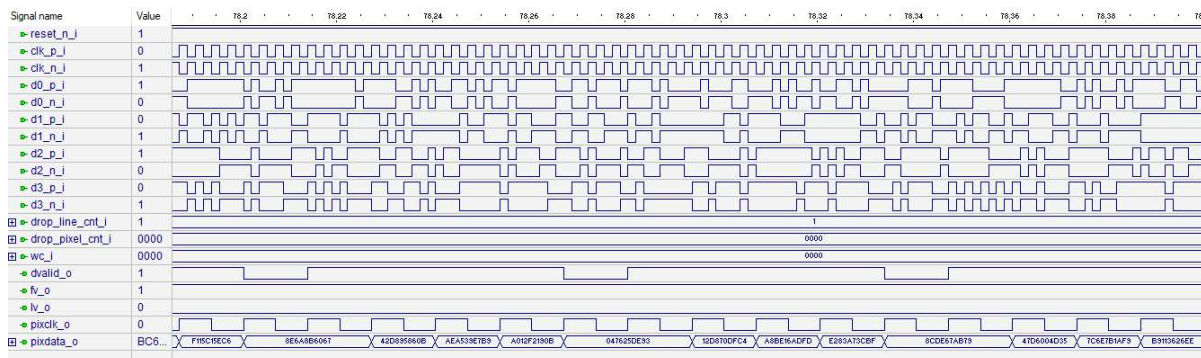 Signal name Value 78.2 78.22 78.24 78.26 78.28 78.3 78.32 78.34 78.36 78.38
reset_n_i 1
clk_p_i 0
clk_n_i 1
d0_p_i 1
d0_n_i 0
d1_p_i 0
d1_n_i 1
d2_p_i 1
d2_n_i 0
d3_p_i 0
d3_n_i 1
drop_line_cnt_i 1 1
drop_pixel_cnt_i 0000 0000
wc_i 0000 0000
dvalid_o 1
fv_o 1
lv_o 0
pixclk_o 0
pixdata_o BC6... F115C15EC6 8E6A8B6067 42D895860B AEA539E7B9 A012F2190B 047625DE93 12D870DFC4 A8BE16ADFD E283A73CBF 8CDE67AB79 47D6004D35 7C6E7B1AF9 B9113626EE